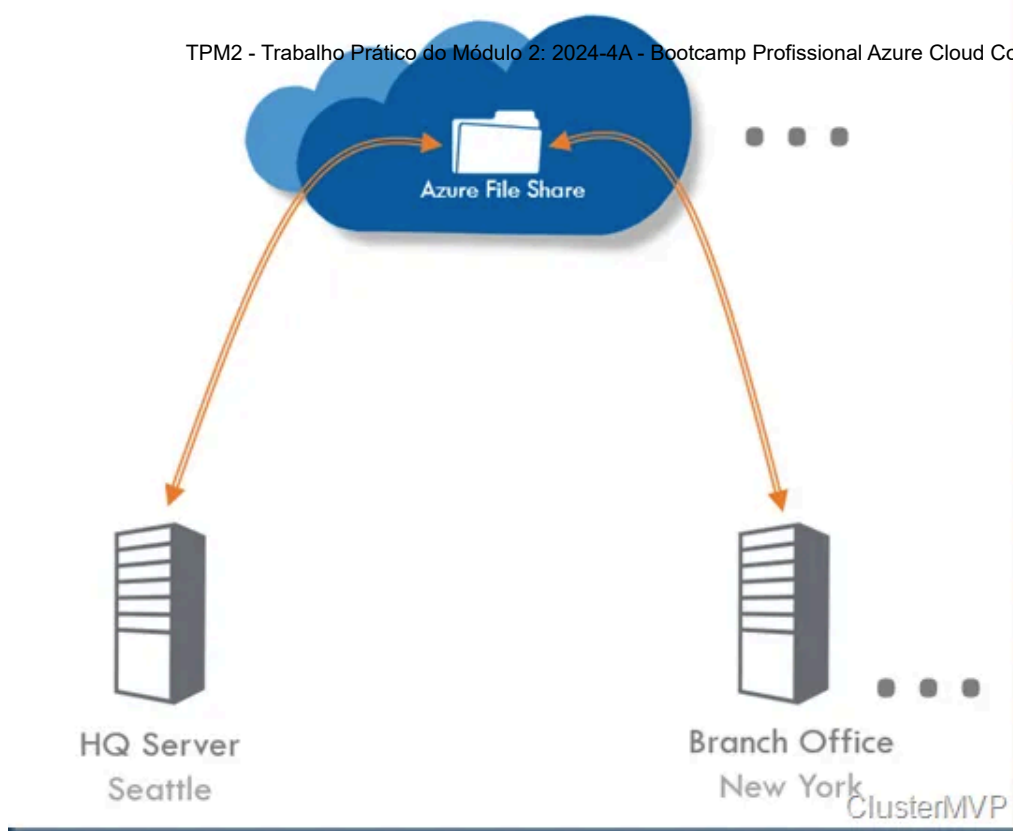 TPM2 - Trabalho Prático do Módulo 2: 2024-4A - Bootcamp Profissional Azure Cloud Co
Azure File Share
HQ Server
Seattle
Branch Office
New York
ClusterMVP